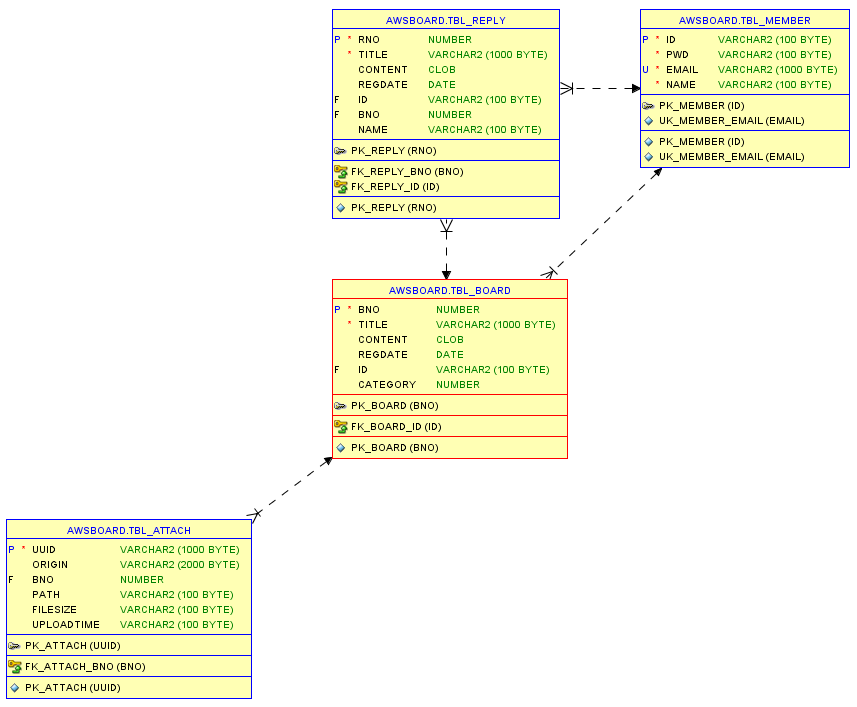 AWSBOARD.TBL_REPLY
P * RNO NUMBER
* TITLE VARCHAR2 (1000 BYTE)
CONTENT CLOB
REGDATE DATE
F ID VARCHAR2 (100 BYTE)
F BNO NUMBER
NAME VARCHAR2 (100 BYTE)
PK_REPLY (RNO)
FK_REPLY_BNO (BNO)
FK_REPLY_ID (ID)
PK_REPLY (RNO)
AWSBOARD.TBL_MEMBER
P * ID VARCHAR2 (100 BYTE)
* PWD VARCHAR2 (100 BYTE)
U * EMAIL VARCHAR2 (1000 BYTE)
* NAME VARCHAR2 (100 BYTE)
PK_MEMBER (ID)
UK_MEMBER_EMAIL (EMAIL)
PK_MEMBER (ID)
UK_MEMBER_EMAIL (EMAIL)
AWSBOARD.TBL_BOARD
P * BNO NUMBER
* TITLE VARCHAR2 (1000 BYTE)
CONTENT CLOB
REGDATE DATE
F ID VARCHAR2 (100 BYTE)
CATEGORY NUMBER
PK_BOARD (BNO)
FK_BOARD_ID (ID)
PK_BOARD (BNO)
AWSBOARD.TBL_ATTACH
P * UUID VARCHAR2 (1000 BYTE)
ORIGIN VARCHAR2 (2000 BYTE)
F BNO NUMBER
PATH VARCHAR2 (100 BYTE)
FILESIZE VARCHAR2 (100 BYTE)
UPLOADTIME VARCHAR2 (100 BYTE)
PK_ATTACH (UUID)
FK_ATTACH_BNO (BNO)
PK_ATTACH (UUID)